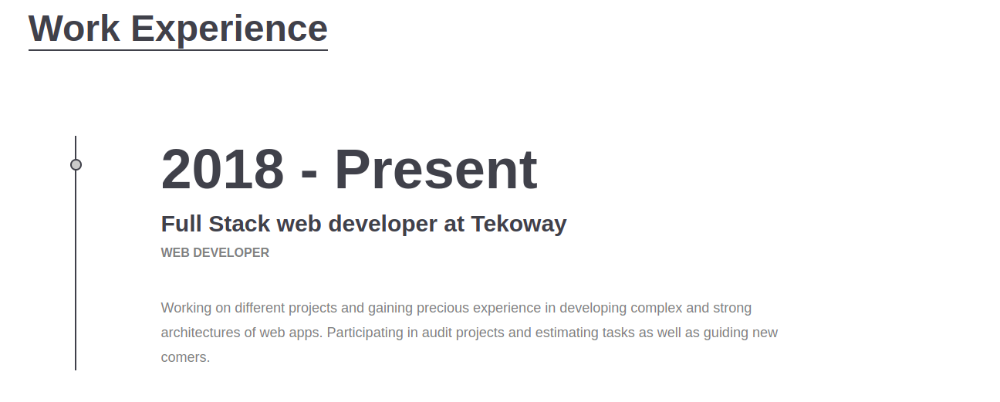 Work Experience
2018 - Present
Full Stack web developer at Tekoway
WEB DEVELOPER
Working on different projects and gaining precious experience in developing complex and strong
architectures of web apps. Participating in audit projects and estimating tasks as well as guiding new
comers.